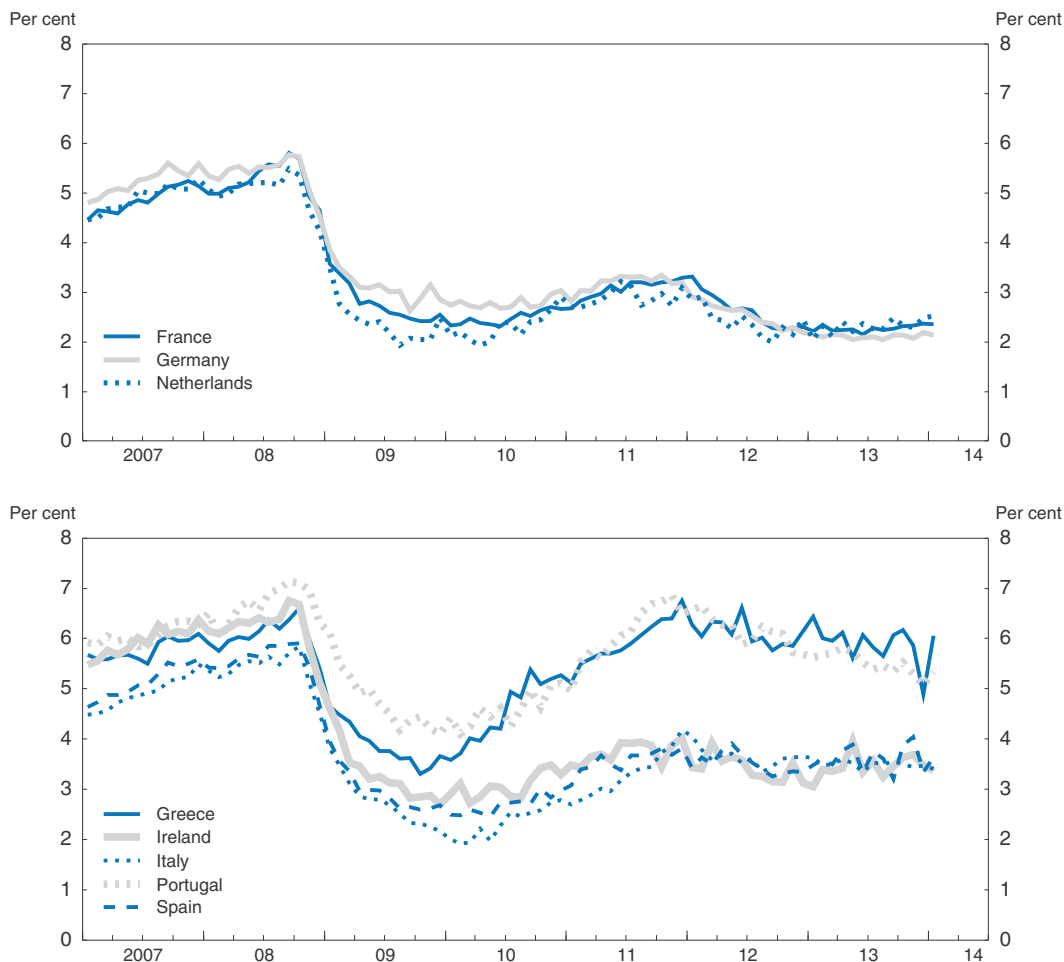 Per cent Per cent
8 8
7 7
6 6
5 5
4 4
3 3
2 2
1 1
0 0
France
Germany
Netherlands
2007 08 09 10 11 12 13 14
Per cent Per cent
8 8
7 7
6 6
5 5
4 4
3 3
2 2
1 1
0 0
Greece
Ireland
Italy
Portugal
Spain
2007 08 09 10 11 12 13 14